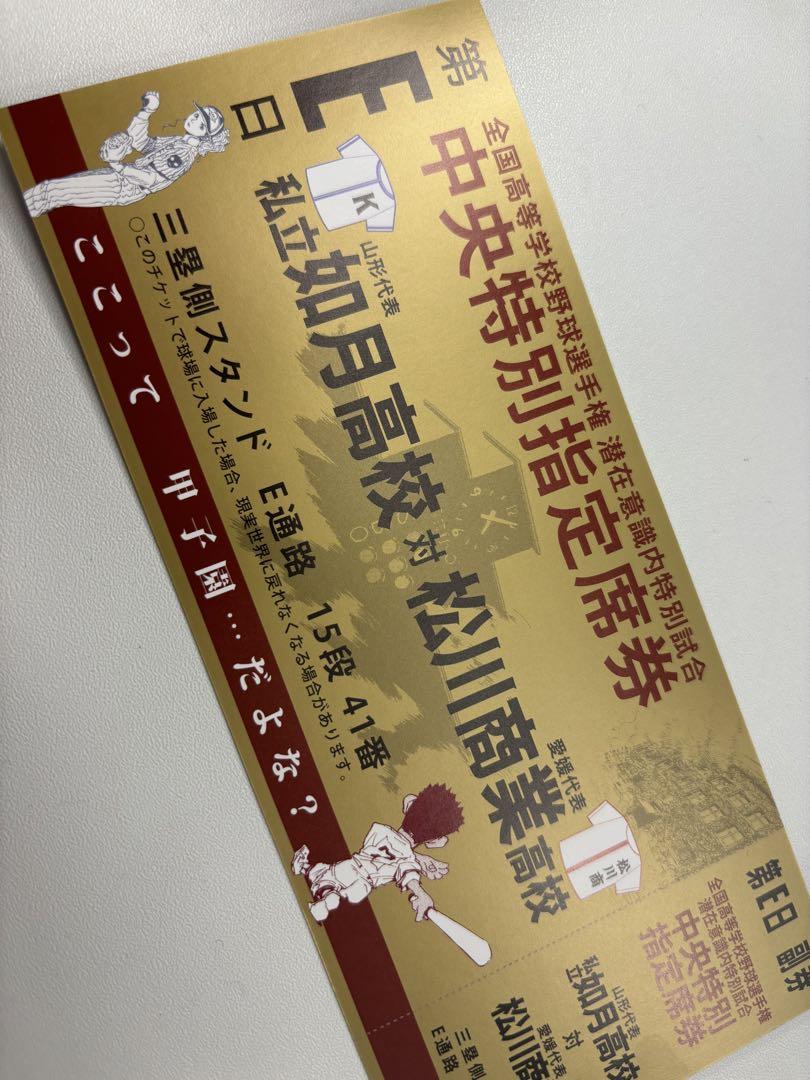 第E日
全国高等学校野球選手権 潜在意識内特別試合
中央特別指定席券
K
山形代表
私立如月高校
対
愛媛代表
松川商業高校
松川商
三塁側スタンド E通路 15段 41番
○このチケットで球場に入場した場合、現実世界に戻れなくなる場合があります。
ここって 甲子園…だよな?
第E日 副券
全国高等学校野球選手権
潜在意識内特別試合
中央特別
指定席券
山形代表
私立如月高校
対
愛媛代表
松川商
三塁側
E通路